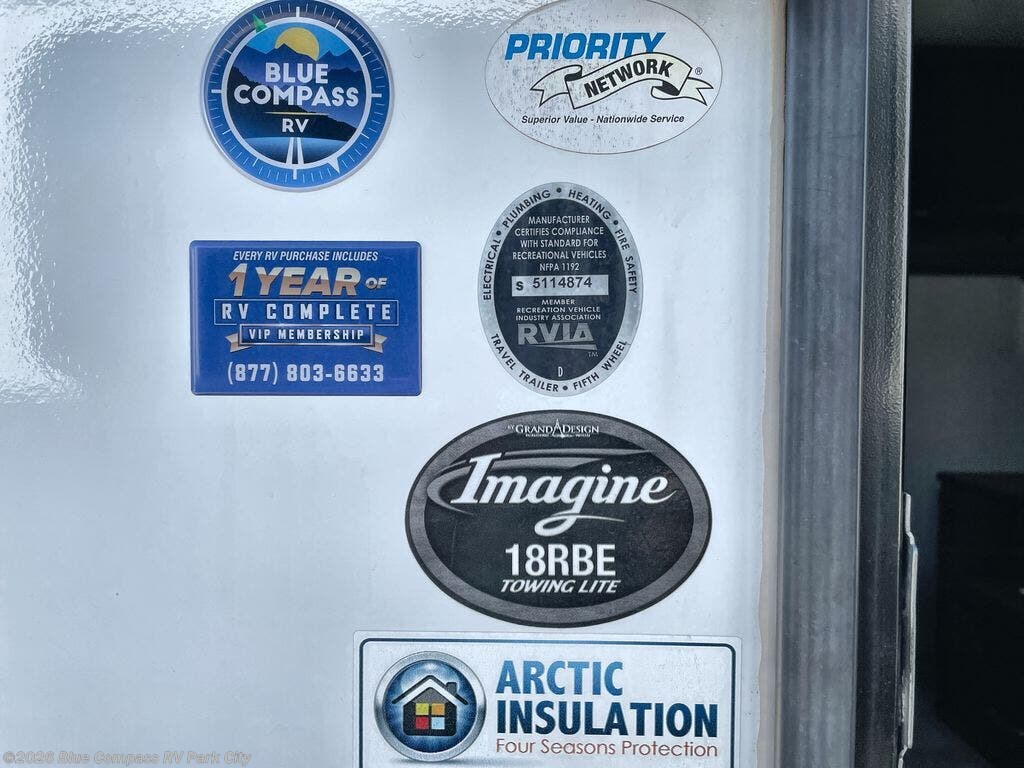 BLUE
COMPASS
RV
PRIORITY
NETWORK®
Superior Value - Nationwide Service
EVERY RV PURCHASE INCLUDES
1 YEAR OF
RV COMPLETE
VIP MEMBERSHIP
(877) 803-6633
ELECTRICAL • PLUMBING • HEATING • FIRE SAFETY
MANUFACTURER
CERTIFIES COMPLIANCE
WITH STANDARD FOR
RECREATIONAL VEHICLES
NFPA 1192
S 5114874
MEMBER
RECREATION VEHICLE
INDUSTRY ASSOCIATION
RVIA
TM
D
TRAVEL TRAILER • FIFTH WHEEL
BY GRAND DESIGN
Imagine
18RBE
TOWING LITE
ARCTIC
INSULATION
Four Seasons Protection
©2026 Blue Compass RV Park City